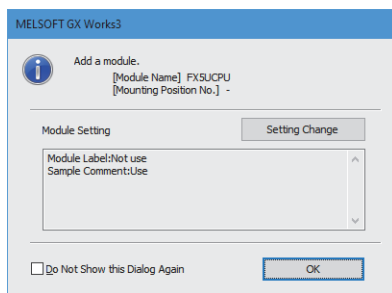 MELSOFT GX Works3
Add a module.
[Module Name] FX5UCPU
[Mounting Position No.] -
Module Setting
Setting Change
Module Label:Not use
Sample Comment:Use
Do Not Show this Dialog Again
OK